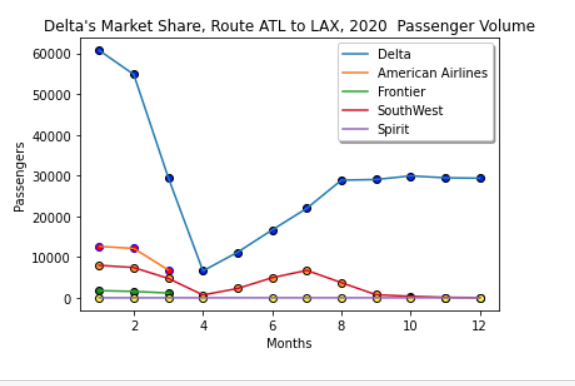 Delta's Market Share, Route ATL to LAX, 2020  Passenger Volume
Delta
American Airlines
Frontier
SouthWest
Spirit
60000
50000
40000
30000
20000
10000
0
Passengers
2 4 6 8 10 12
Months